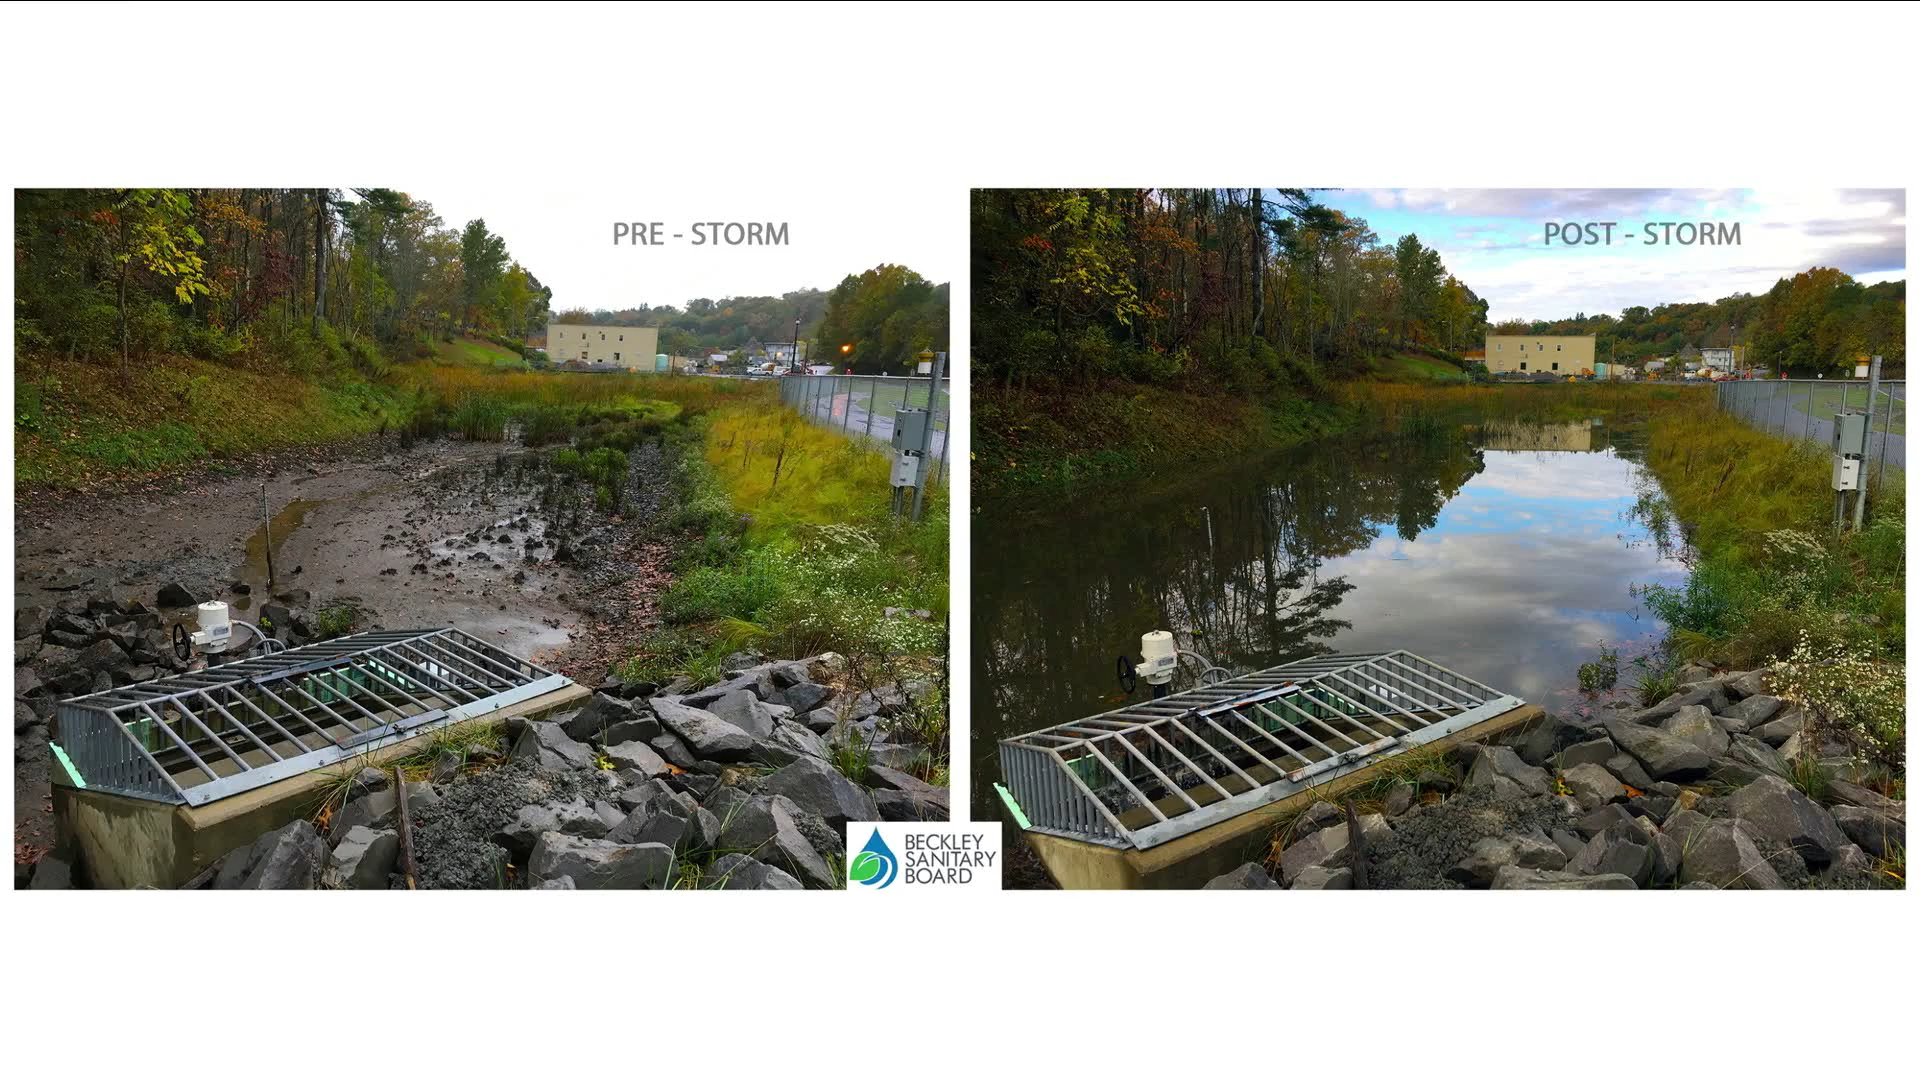 PRE - STORM
POST - STORM
BECKLEY
SANITARY
BOARD